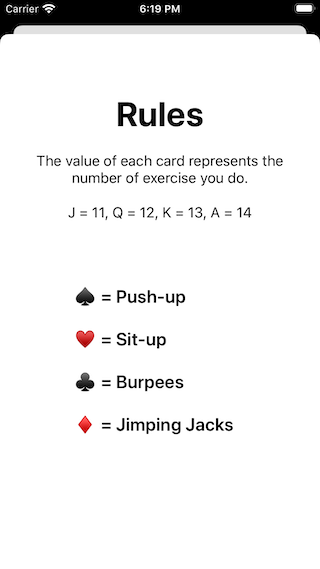 Carrier 6:19 PM
Rules
The value of each card represents the
number of exercise you do.
J = 11, Q = 12, K = 13, A = 14
♠️ = Push-up
♥️ = Sit-up
♣️ = Burpees
♦️ = Jimping Jacks